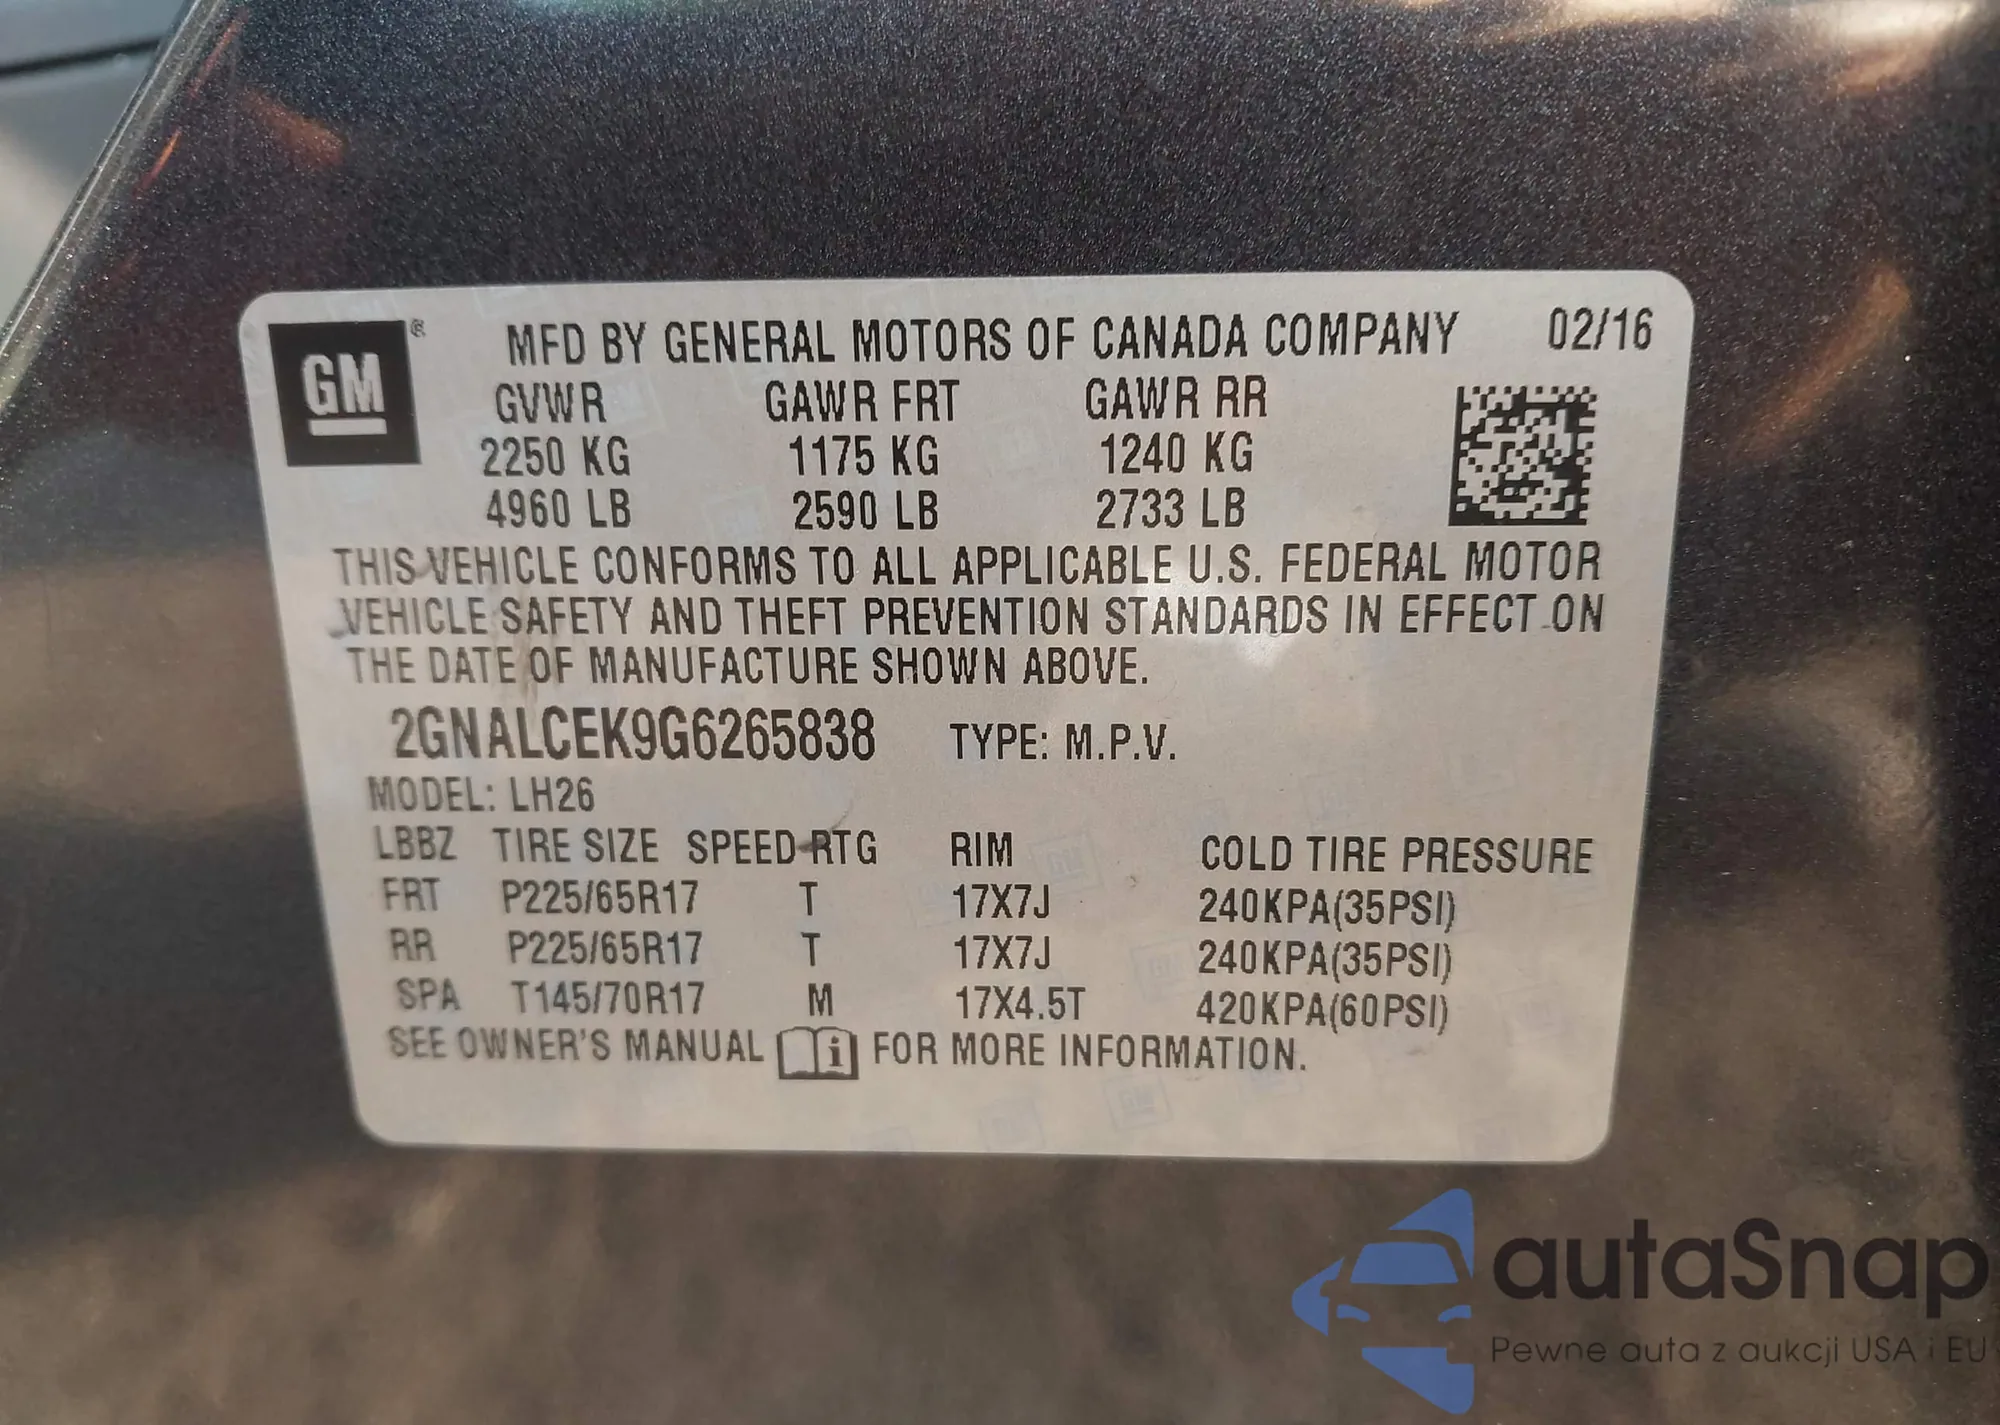 GM ® MFD BY GENERAL MOTORS OF CANADA COMPANY 02/16
GVWR GAWR FRT GAWR RR
2250 KG 1175 KG 1240 KG
4960 LB 2590 LB 2733 LB
THIS VEHICLE CONFORMS TO ALL APPLICABLE U.S. FEDERAL MOTOR
VEHICLE SAFETY AND THEFT PREVENTION STANDARDS IN EFFECT ON
THE DATE OF MANUFACTURE SHOWN ABOVE.
2GNALCEK9G6265838 TYPE: M.P.V.
MODEL: LH26
LBBZ TIRE SIZE SPEED RTG RIM COLD TIRE PRESSURE
FRT P225/65R17 T 17X7J 240KPA(35PSI)
RR P225/65R17 T 17X7J 240KPA(35PSI)
SPA T145/70R17 M 17X4.5T 420KPA(60PSI)
SEE OWNER'S MANUAL i FOR MORE INFORMATION.
autaSnap
Pewne auta z aukcji USA i EU